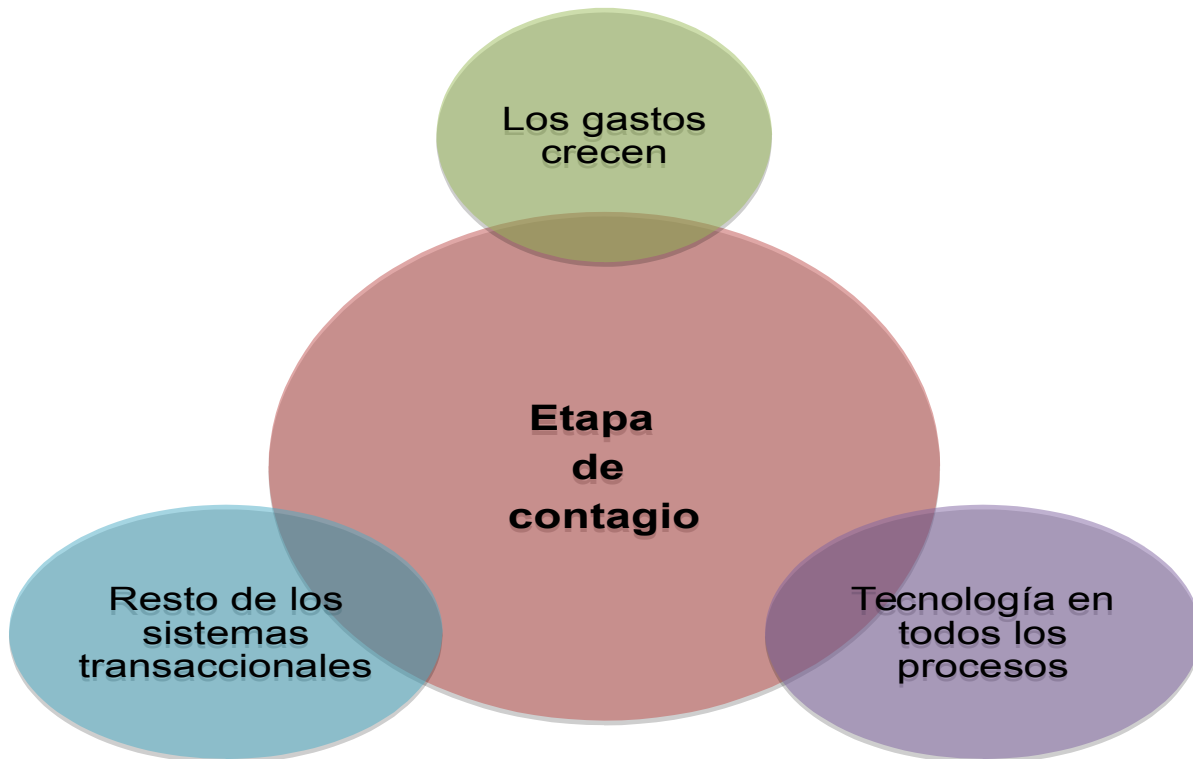 Los gastos
crecen
Etapa
de
contagio
Resto de los
sistemas
transaccionales
Tecnología en
todos los
procesos